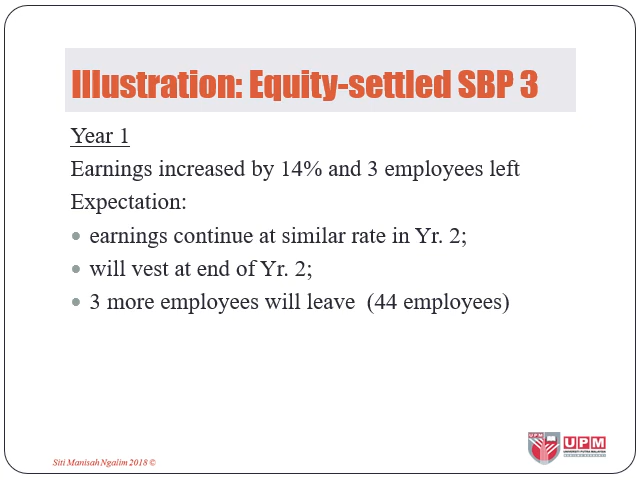 Illustration: Equity-settled SBP 3
Year 1
Earnings increased by 14% and 3 employees left
Expectation:
• earnings continue at similar rate in Yr. 2;
• will vest at end of Yr. 2;
• 3 more employees will leave (44 employees)
Siti Manisah Ngalim 2018 ©
UPM